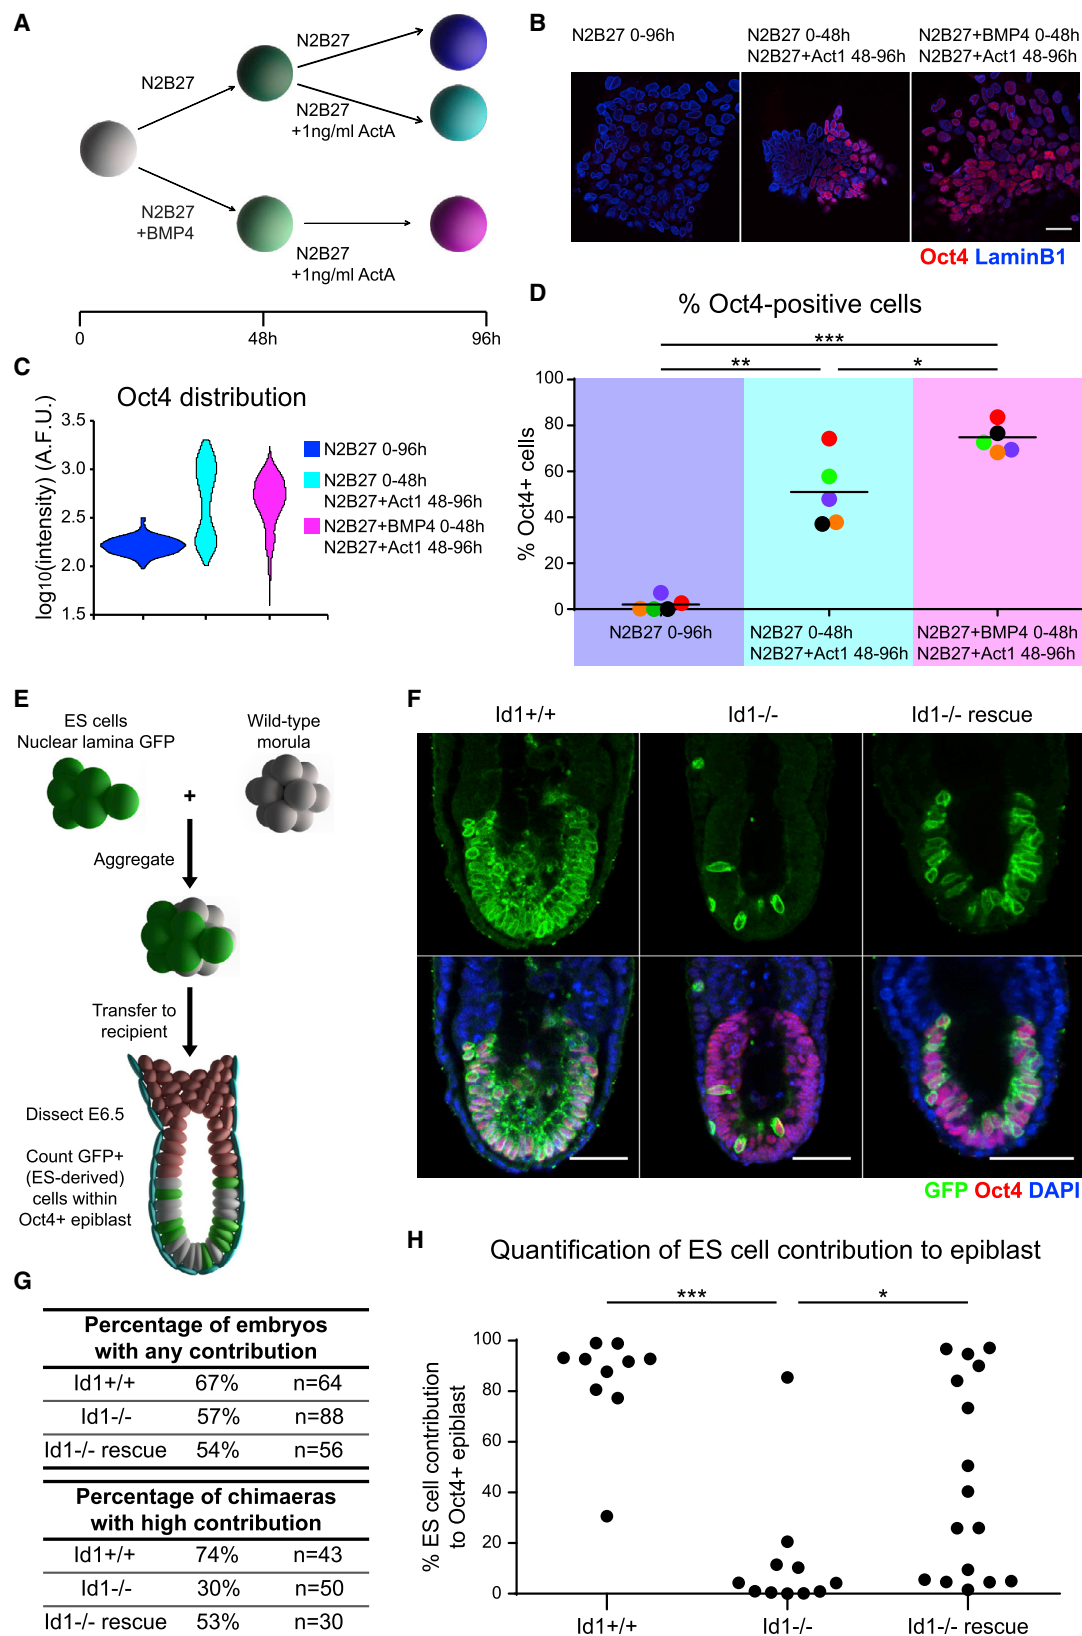 A
N2B27
N2B27
N2B27
+1ng/ml ActA
N2B27
+BMP4
N2B27
+1ng/ml ActA
0
48h
96h
B
N2B27 0-96h
N2B27 0-48h
N2B27+Act1 48-96h
N2B27+BMP4 0-48h
N2B27+Act1 48-96h
Oct4 LaminB1
C
Oct4 distribution
log10(intensity) (A.F.U.)
3.5
3.0
2.5
2.0
1.5
N2B27 0-96h
N2B27 0-48h
N2B27+Act1 48-96h
N2B27+BMP4 0-48h
N2B27+Act1 48-96h
D
% Oct4-positive cells
***
**
*
% Oct4+ cells
100
80
60
40
20
0
N2B27 0-96h
N2B27 0-48h
N2B27+Act1 48-96h
N2B27+BMP4 0-48h
N2B27+Act1 48-96h
E
ES cells
Nuclear lamina GFP
Wild-type
morula
+
Aggregate
Transfer to
recipient
Dissect E6.5
Count GFP+
(ES-derived)
cells within
Oct4+ epiblast
F
Id1+/+
Id1-/-
Id1-/- rescue
GFP Oct4 DAPI
G
Percentage of embryos
with any contribution
Id1+/+ 67% n=64
Id1-/- 57% n=88
Id1-/- rescue 54% n=56
Percentage of chimaeras
with high contribution
Id1+/+ 74% n=43
Id1-/- 30% n=50
Id1-/- rescue 53% n=30
H
Quantification of ES cell contribution to epiblast
***
*
% ES cell contribution
to Oct4+ epiblast
100
80
60
40
20
0
Id1+/+
Id1-/-
Id1-/- rescue